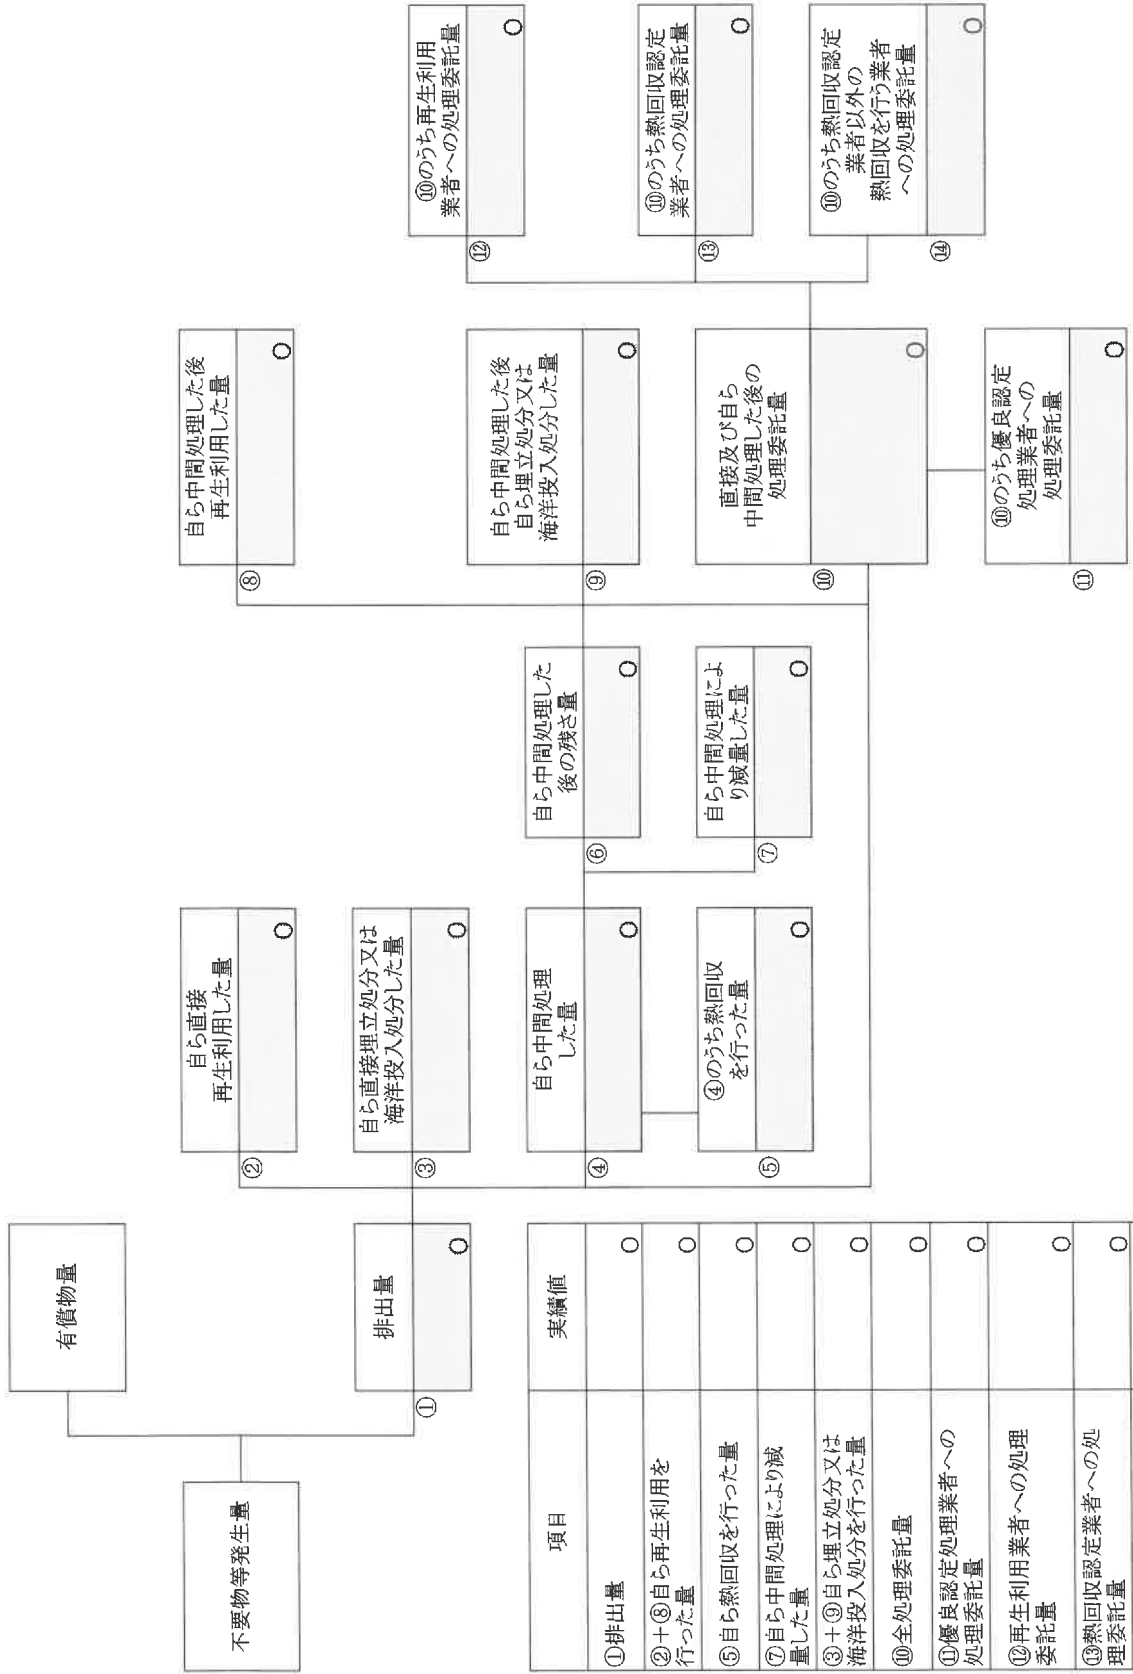 不要物等発生量
有償物量
①
排出量
0
②
自ら直接
再生利用した量
0
③
自ら直接埋立処分又は
海洋投入処分した量
0
④
自ら中間処理
した量
0
⑤
④のうち熱回収
を行った量
0
⑥
自ら中間処理した
後の残さ量
0
⑦
自ら中間処理によ
り減量した量
0
⑧
自ら中間処理した後
再生利用した量
0
⑨
自ら中間処理した後
自ら埋立処分又は
海洋投入処分した量
0
⑩
直接及び自ら
中間処理した後の
処理委託量
0
⑪
⑩のうち優良認定
処理業者への
処理委託量
0
⑫
⑩のうち再生利用
業者への処理委託量
0
⑬
⑩のうち熱回収認定
業者への処理委託量
0
⑭
⑩のうち熱回収認定
業者以外の
熱回収を行う業者
への処理委託量
0
項目 実績値
①排出量 0
②+⑧自ら再生利用を
行った量 0
⑤自ら熱回収を行った量 0
⑦自ら中間処理により減
量した量 0
③+⑨自ら埋立処分又は
海洋投入処分を行った量 0
⑩全処理委託量 0
⑪優良認定処理業者への
処理委託量 0
⑫再生利用業者への処理
委託量 0
⑬熱回収認定業者への処
理委託量 0